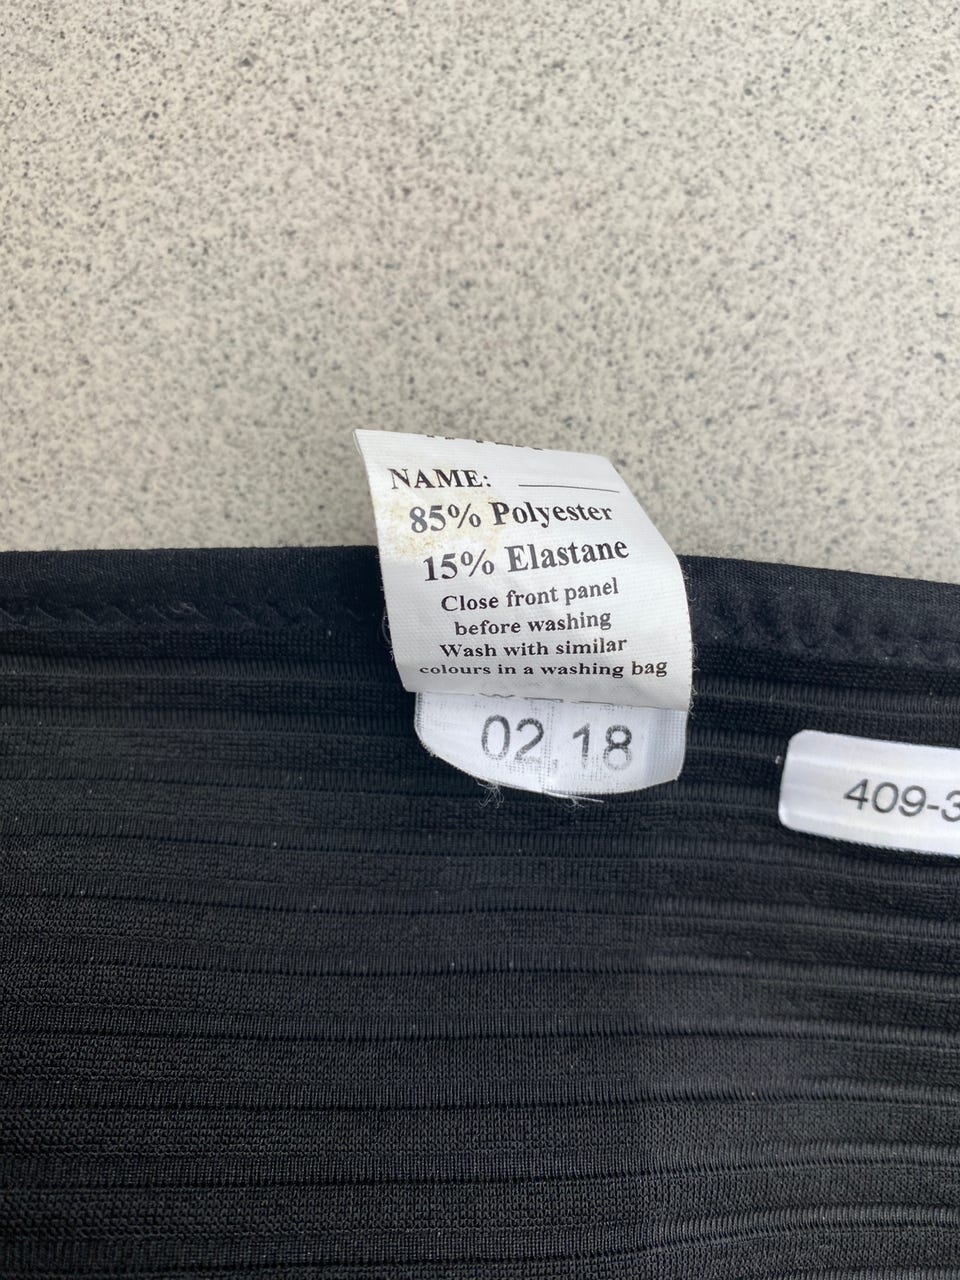 NAME: ________
85% Polyester
15% Elastane
Close front panel
before washing
Wash with similar
colours in a washing bag
02.18
409-3